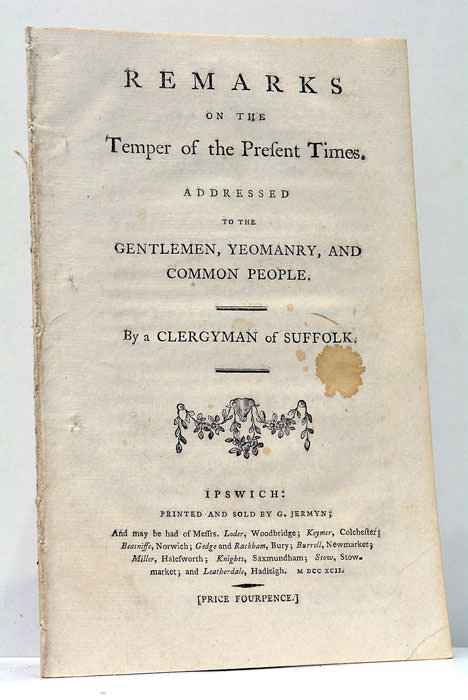 REMARKS
ON THE
Temper of the Preſent Times.
ADDRESSED
TO THE
GENTLEMEN, YEOMANRY, AND
COMMON PEOPLE.
By a CLERGYMAN of SUFFOLK.
IPSWICH:
PRINTED AND SOLD BY G. JERMYN;
And may be had of Meſſrs. Loder, Woodbridge; Keymer, Colcheſter;
Beatniffe, Norwich; Gedge and Rackham, Bury; Burrell, Newmarket;
Miller, Haleſworth; Knights, Saxmundham; Stow, Stow-
market; and Leatherdale, Hadleigh. M DCC XCII.
[PRICE FOURPENCE.]